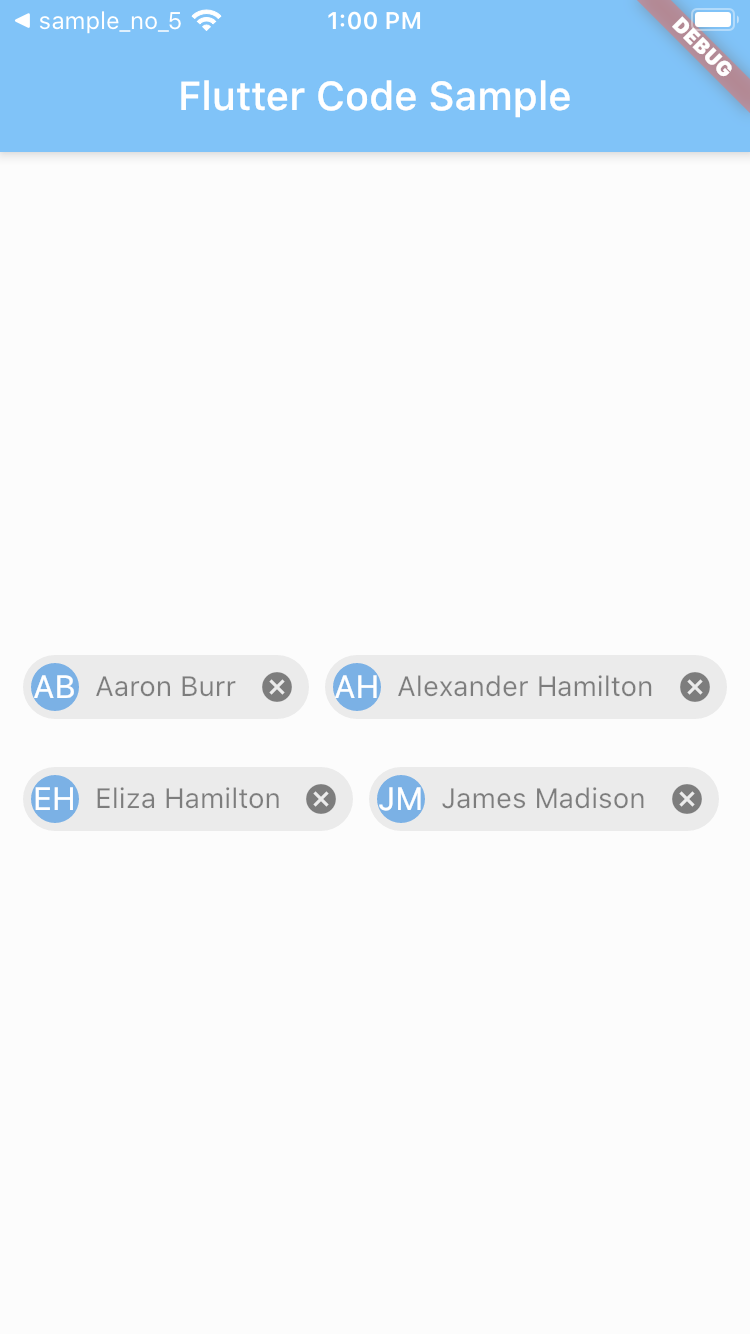 sample_no_5 1:00 PM
DEBUG
Flutter Code Sample
AB Aaron Burr AH Alexander Hamilton
EH Eliza Hamilton JM James Madison